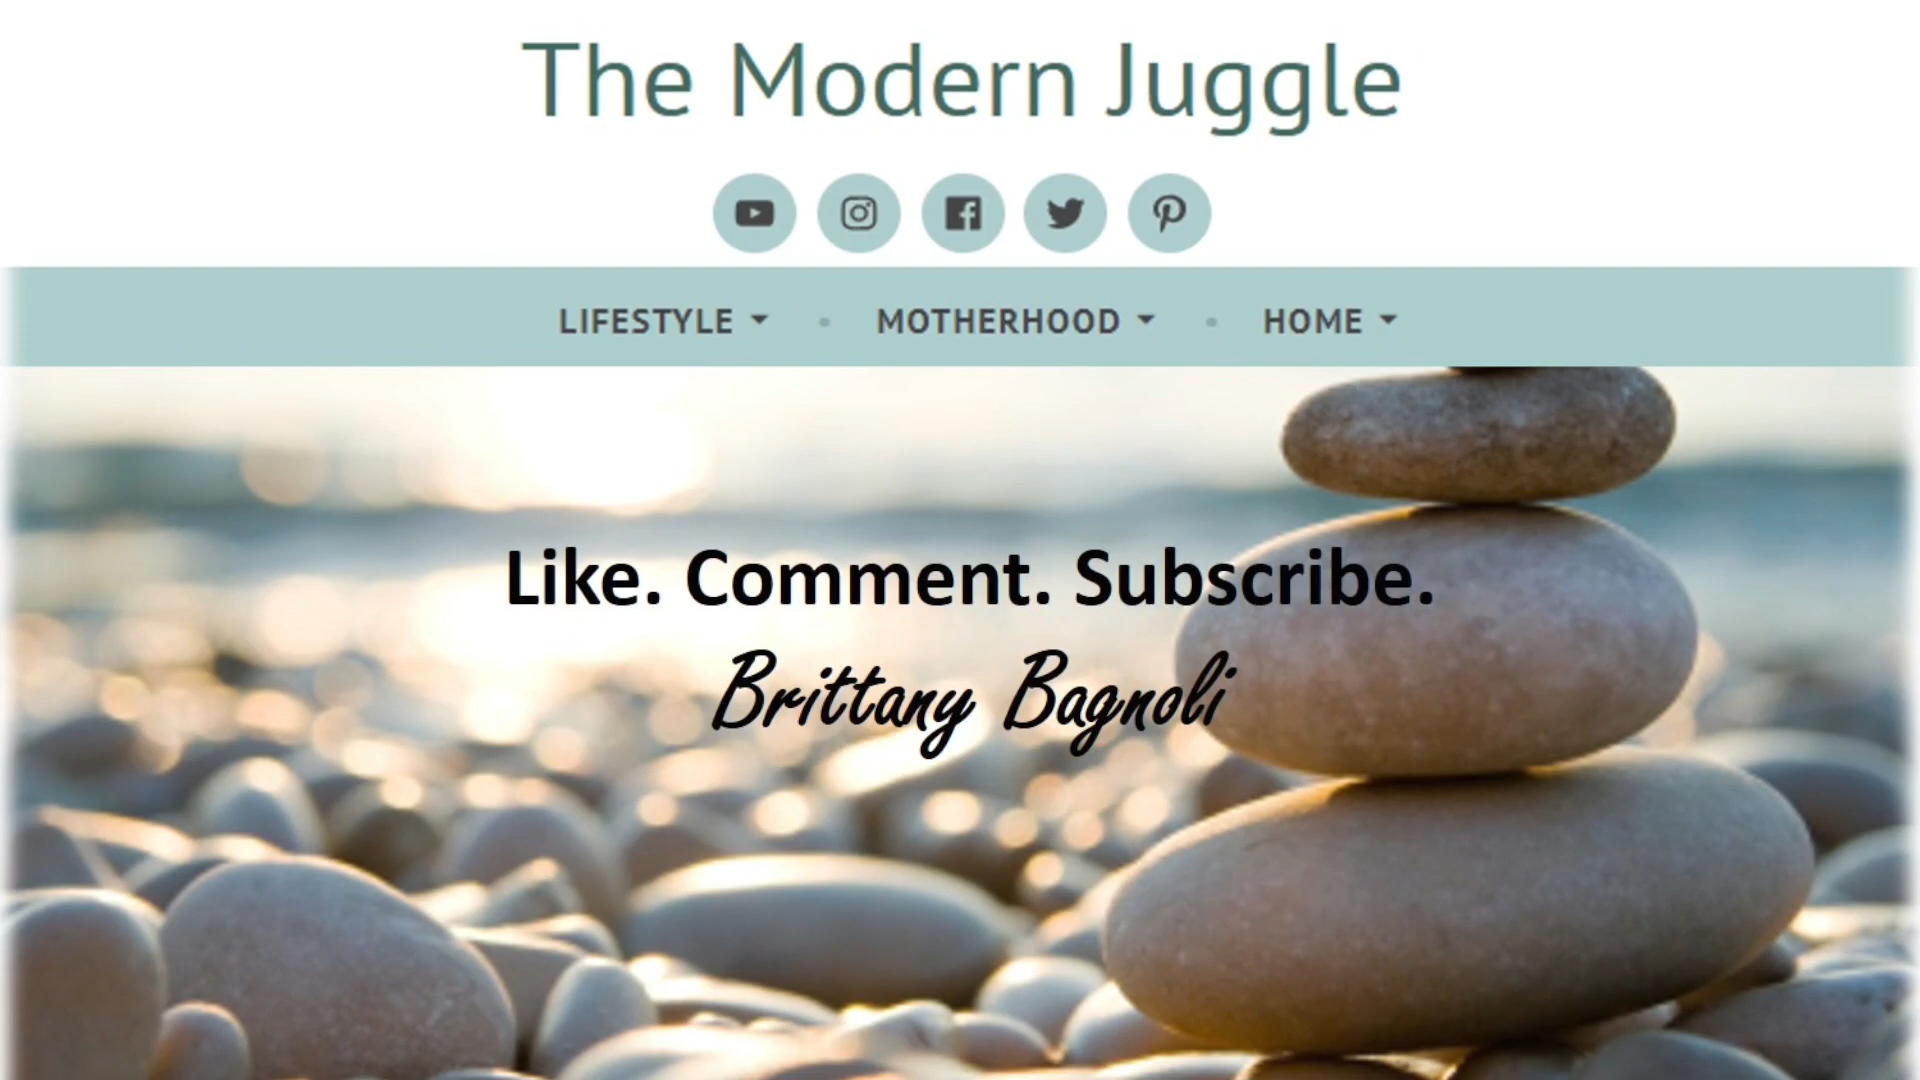 The Modern Juggle
LIFESTYLE • MOTHERHOOD • HOME
Like. Comment. Subscribe.
Brittany Bagnoli